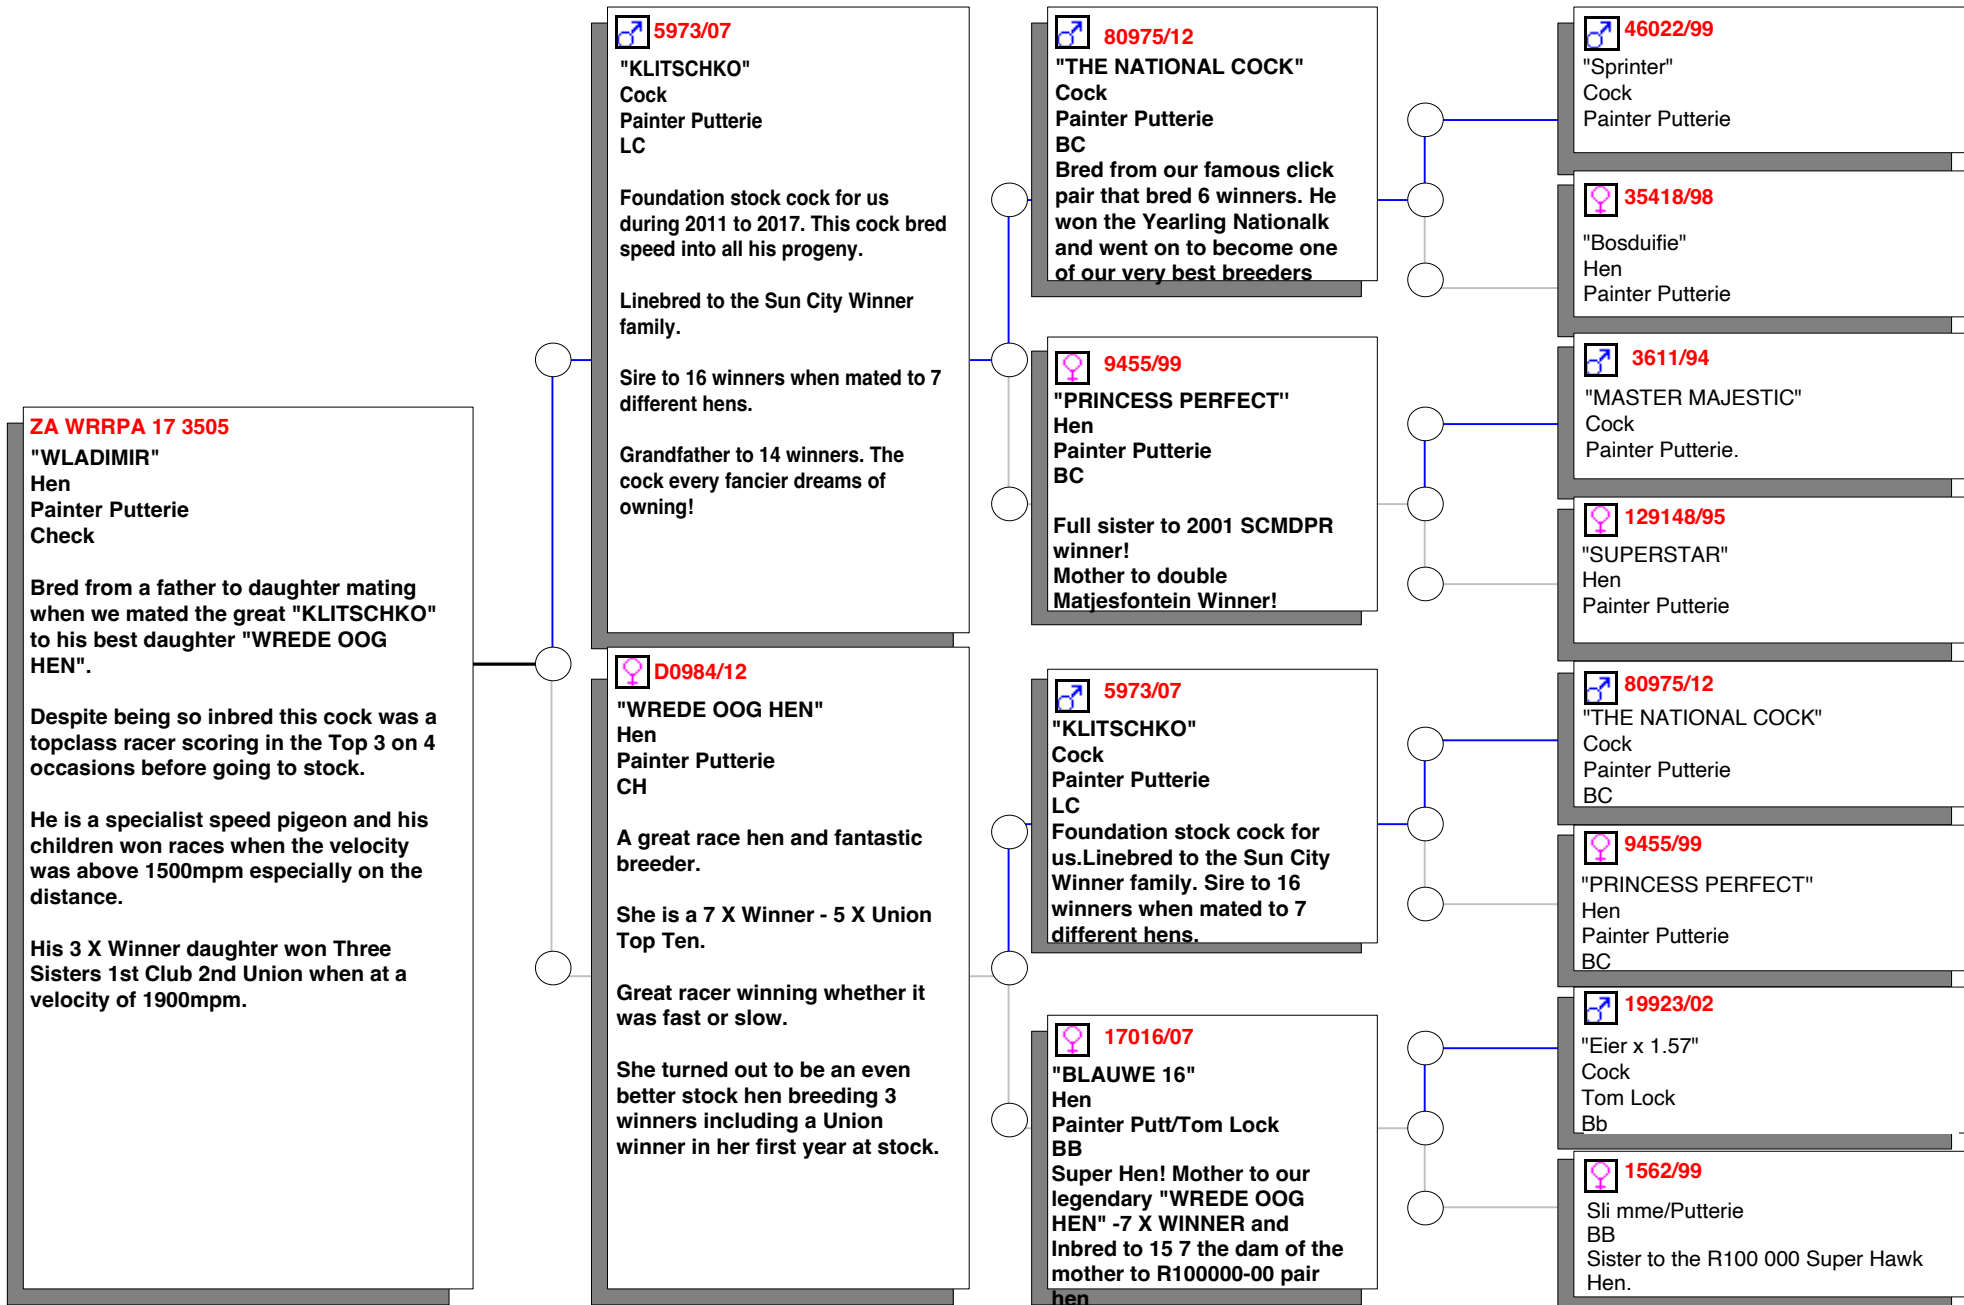 ZA WRRPA 17 3505
"WLADIMIR"
Hen
Painter Putterie
Check
Bred from a father to daughter mating
when we mated the great "KLITSCHKO"
to his best daughter "WREDE OOG
HEN".
Despite being so inbred this cock was a
topclass racer scoring in the Top 3 on 4
occasions before going to stock.
He is a specialist speed pigeon and his
children won races when the velocity
was above 1500mpm especially on the
distance.
His 3 X Winner daughter won Three
Sisters 1st Club 2nd Union when at a
velocity of 1900mpm.
5973/07
"KLITSCHKO"
Cock
Painter Putterie
LC
Foundation stock cock for us
during 2011 to 2017. This cock bred
speed into all his progeny.
Linebred to the Sun City Winner
family.
Sire to 16 winners when mated to 7
different hens.
Grandfather to 14 winners. The
cock every fancier dreams of
owning!
D0984/12
"WREDE OOG HEN"
Hen
Painter Putterie
CH
A great race hen and fantastic
breeder.
She is a 7 X Winner - 5 X Union
Top Ten.
Great racer winning whether it
was fast or slow.
She turned out to be an even
better stock hen breeding 3
winners including a Union
winner in her first year at stock.
80975/12
"THE NATIONAL COCK"
Cock
Painter Putterie
BC
Bred from our famous click
pair that bred 6 winners. He
won the Yearling Nationalk
and went on to become one
of our very best breeders
9455/99
"PRINCESS PERFECT"
Hen
Painter Putterie
BC
Full sister to 2001 SCMDPR
winner!
Mother to double
Matjesfontein Winner!
5973/07
"KLITSCHKO"
Cock
Painter Putterie
LC
Foundation stock cock for
us.Linebred to the Sun City
Winner family. Sire to 16
winners when mated to 7
different hens.
17016/07
"BLAUWE 16"
Hen
Painter Putt/Tom Lock
BB
Super Hen! Mother to our
legendary "WREDE OOG
HEN" -7 X WINNER and
Inbred to 15 7 the dam of the
mother to R100000-00 pair
hen
46022/99
"Sprinter"
Cock
Painter Putterie
35418/98
"Bosduifie"
Hen
Painter Putterie
3611/94
"MASTER MAJESTIC"
Cock
Painter Putterie.
129148/95
"SUPERSTAR"
Hen
Painter Putterie
80975/12
"THE NATIONAL COCK"
Cock
Painter Putterie
BC
9455/99
"PRINCESS PERFECT"
Hen
Painter Putterie
BC
19923/02
"Eier x 1.57"
Cock
Tom Lock
Bb
1562/99
Sli mme/Putterie
BB
Sister to the R100 000 Super Hawk
Hen.